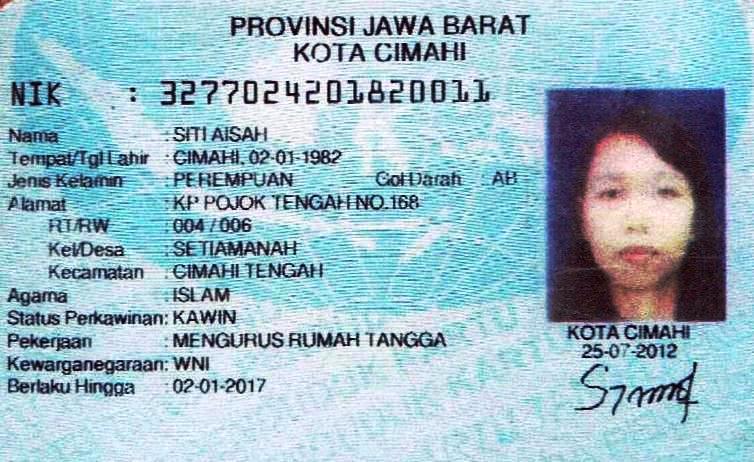 PROVINSI JAWA BARAT
KOTA CIMAHI
NIK : 3277024201820011
Nama : SITI AISAH
Tempat/Tgl Lahir : CIMAHI, 02-01-1982
Jenis Kelamin : PEREMPUAN Gol Darah AB
Alamat : KP POJOK TENGAH NO.168
RT/RW : 004 / 006
Kel/Desa : SETIAMANAH
Kecamatan : CIMAHI TENGAH
Agama : ISLAM
Status Perkawinan: KAWIN
Pekerjaan : MENGURUS RUMAH TANGGA
Kewarganegaraan: WNI
Berlaku Hingga : 02-01-2017
KOTA CIMAHI
25-07-2012